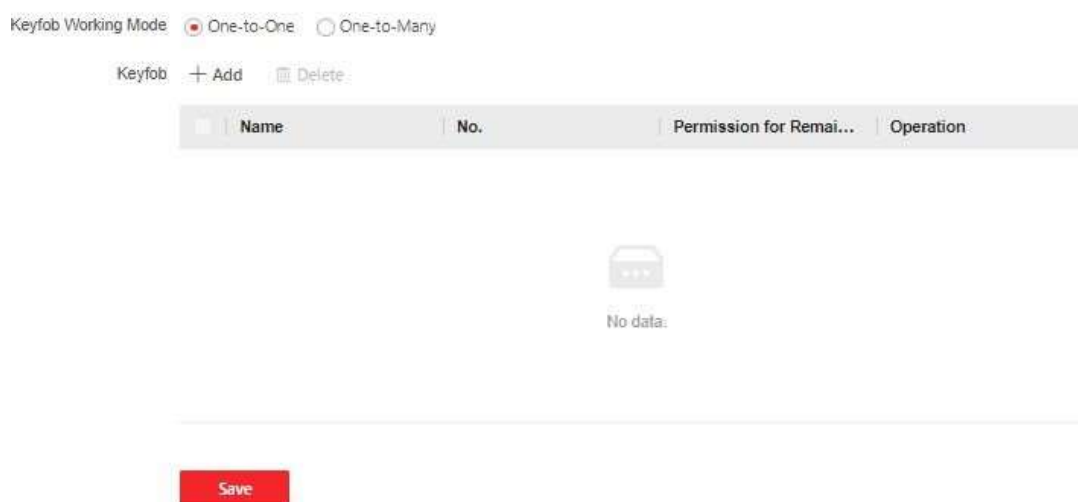 Keyfob Working Mode One-to-One One-to-Many
Keyfob + Add Delete
Name No. Permission for Remai... Operation
No data.
Save